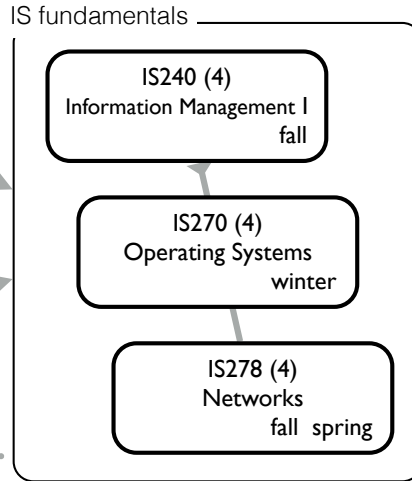 IS fundamentals
IS240 (4)
Information Management I
fall
IS270 (4)
Operating Systems
winter
IS278 (4)
Networks
fall spring